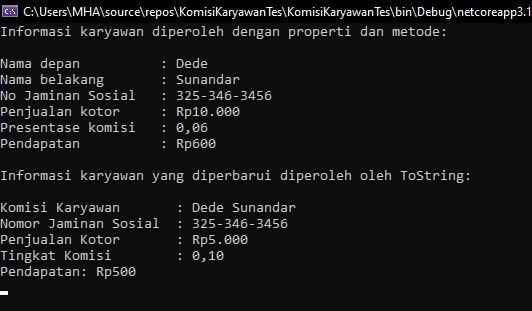 C:\Users\MHA\source\repos\KomisiKaryawanTes\KomisiKaryawanTes\bin\Debug\netcoreapp3.1
Informasi karyawan diperoleh dengan properti dan metode:
Nama depan : Dede
Nama belakang : Sunandar
No Jaminan Sosial : 325-346-3456
Penjualan kotor : Rp10.000
Presentase komisi : 0,06
Pendapatan : Rp600
Informasi karyawan yang diperbarui diperoleh oleh ToString:
Komisi Karyawan : Dede Sunandar
Nomor Jaminan Sosial : 325-346-3456
Penjualan Kotor : Rp5.000
Tingkat Komisi : 0,10
Pendapatan: Rp500